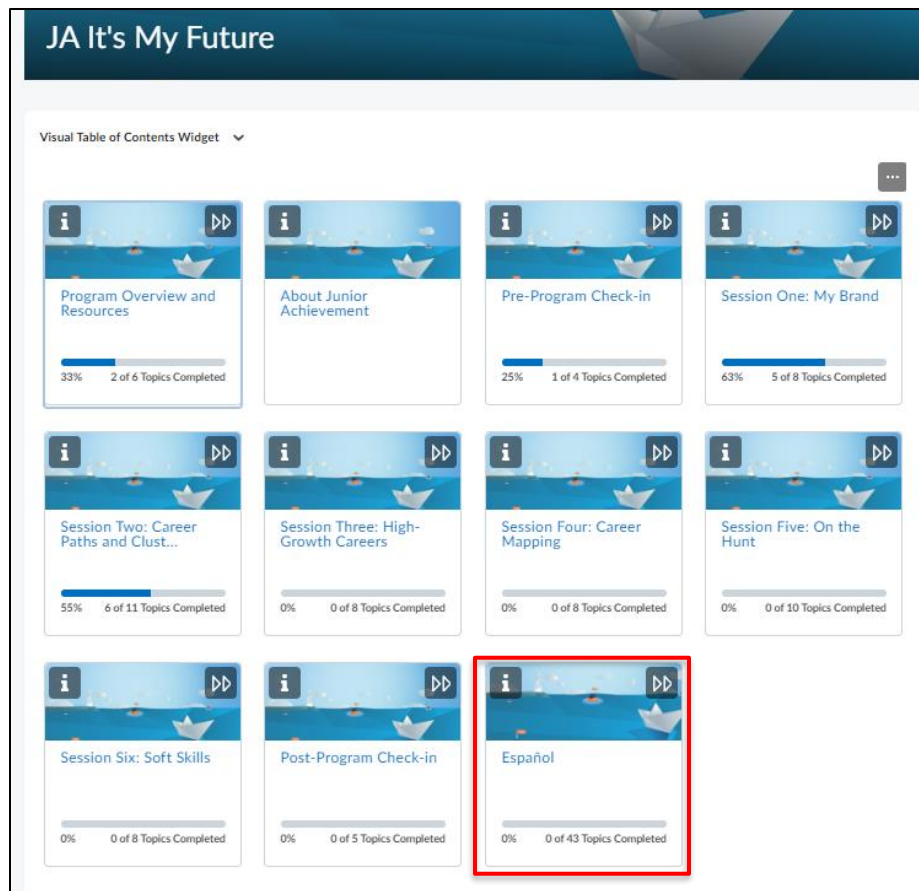 JA It's My Future
Visual Table of Contents Widget
Program Overview and
Resources
33% 2 of 6 Topics Completed
About Junior
Achievement
Pre-Program Check-in
25% 1 of 4 Topics Completed
Session One: My Brand
63% 5 of 8 Topics Completed
Session Two: Career
Paths and Clust...
55% 6 of 11 Topics Completed
Session Three: High-
Growth Careers
0% 0 of 8 Topics Completed
Session Four: Career
Mapping
0% 0 of 8 Topics Completed
Session Five: On the
Hunt
0% 0 of 10 Topics Completed
Session Six: Soft Skills
0% 0 of 8 Topics Completed
Post-Program Check-in
0% 0 of 5 Topics Completed
Español
0% 0 of 43 Topics Completed